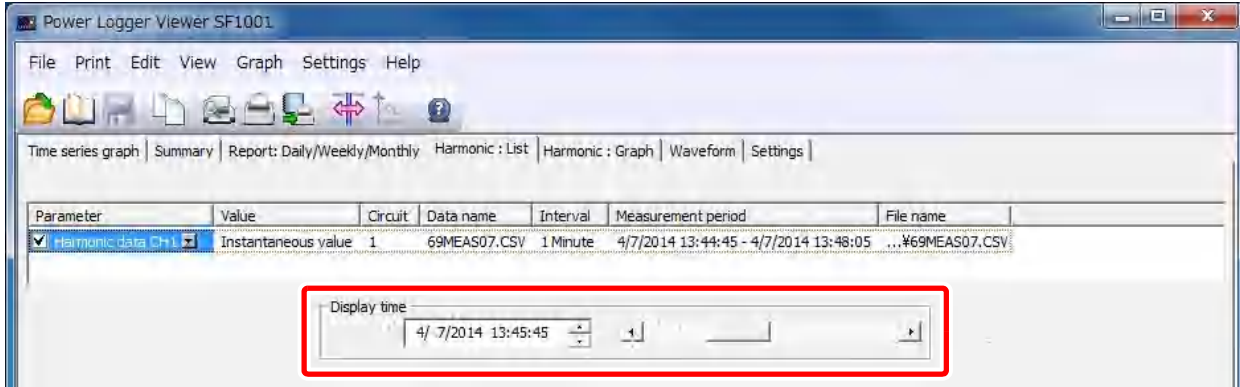 Power Logger Viewer SF1001
File Print Edit View Graph Settings Help
Time series graph Summary Report: Daily/Weekly/Monthly Harmonic : List Harmonic : Graph Waveform Settings
Parameter Value Circuit Data name Interval Measurement period File name
Harmonic data CH1 Instantaneous value 1 69MEAS07.CSV 1 Minute 4/7/2014 13:44:45 - 4/7/2014 13:48:05 ...¥69MEAS07.CSV
Display time
4/ 7/2014 13:45:45